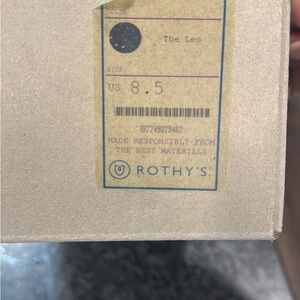 The Leo
SIZE
US 8.5
MADE RESPONSIBLY FROM
THE BEST MATERIALS
ROTHY'S